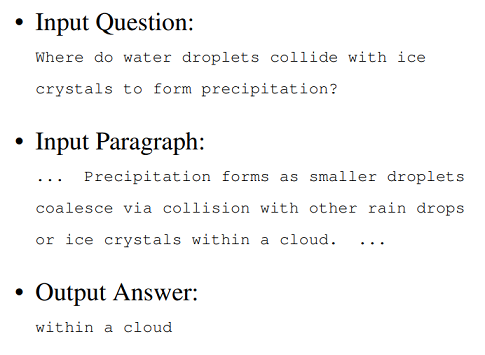 • Input Question:
Where do water droplets collide with ice
crystals to form precipitation?
• Input Paragraph:
... Precipitation forms as smaller droplets
coalesce via collision with other rain drops
or ice crystals within a cloud. ...
• Output Answer:
within a cloud